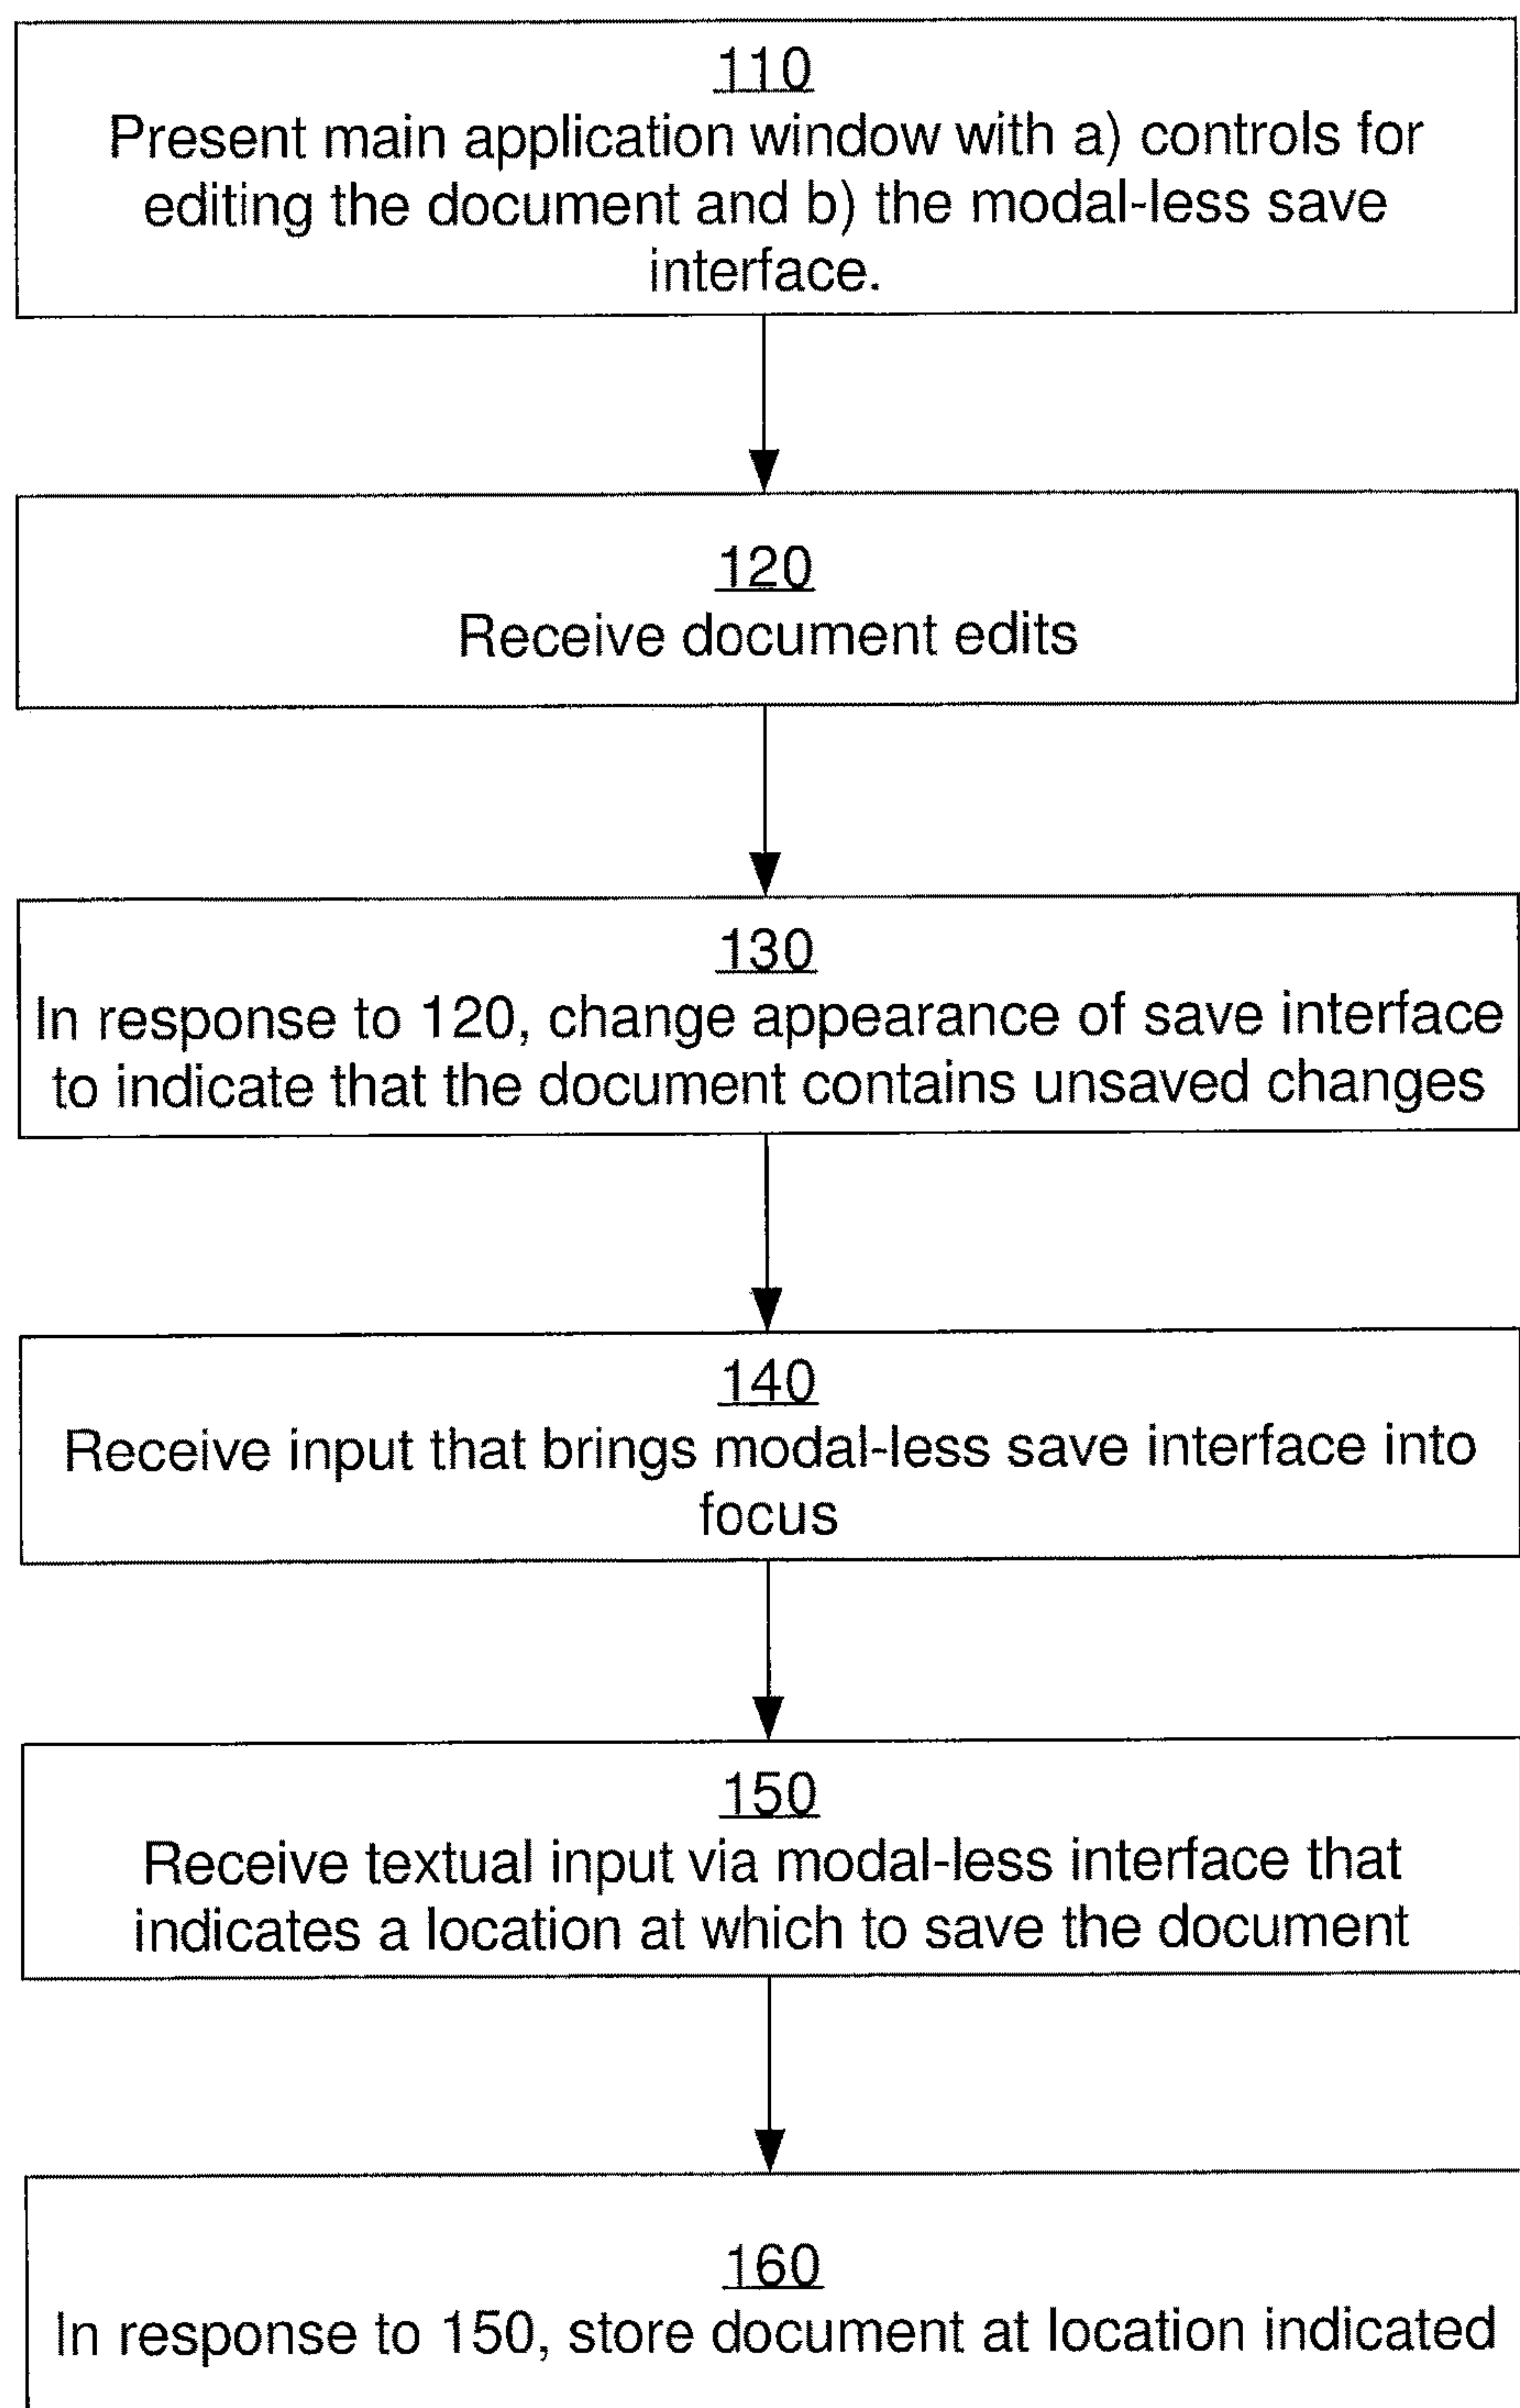 110
Present main application window with a) controls for
editing the document and b) the modal-less save
interface.
120
Receive document edits
130
In response to 120, change appearance of save interface
to indicate that the document contains unsaved changes
140
Receive input that brings modal-less save interface into
focus
150
Receive textual input via modal-less interface that
indicates a location at which to save the document
160
In response to 150, store document at location indicated